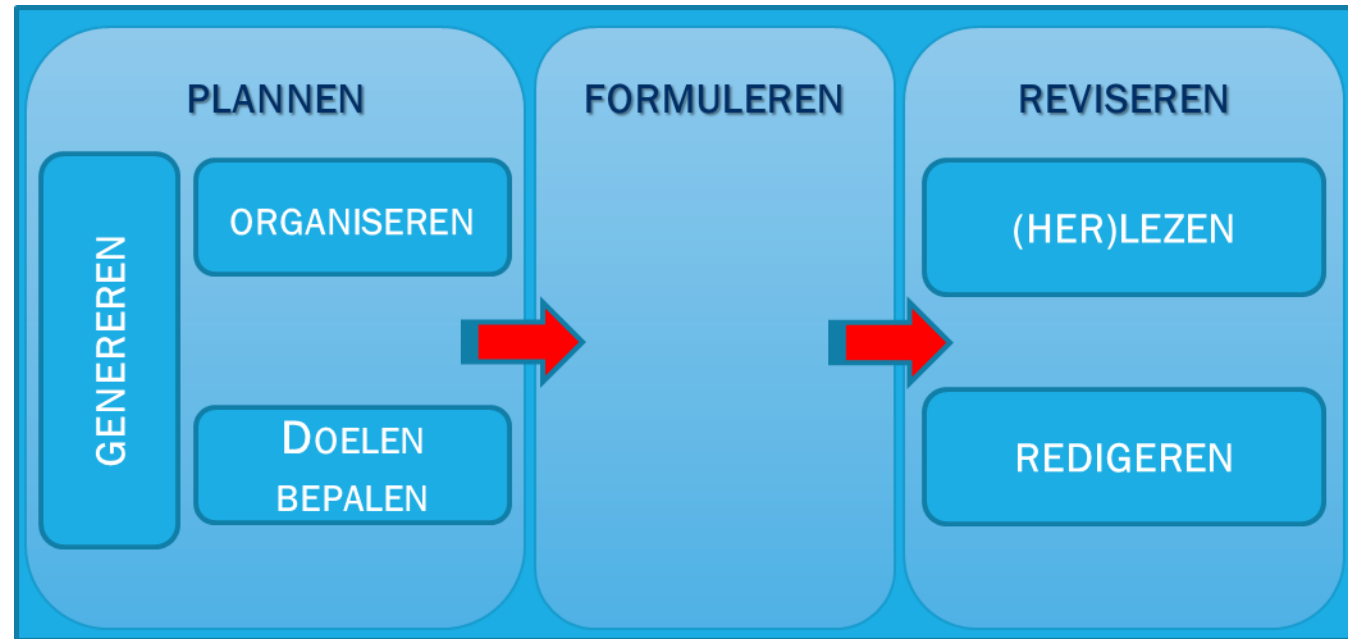 PLANNEN
GENEREREN
ORGANISEREN
DOELEN
BEPALEN
FORMULEREN
REVISEREN
(HER)LEZEN
REDIGEREN